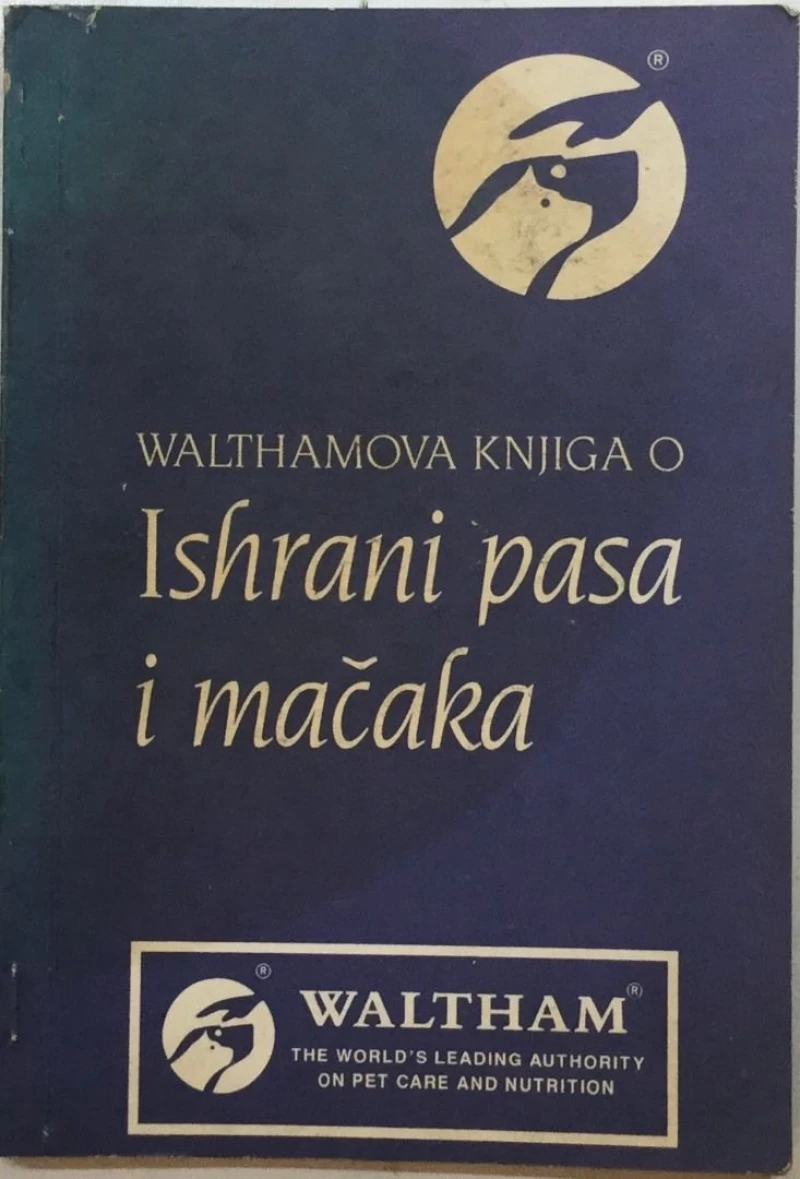 ®
WALTHAMOVA KNJIGA O
Ishrani pasa
i mačaka
®
WALTHAM®
THE WORLD'S LEADING AUTHORITY
ON PET CARE AND NUTRITION